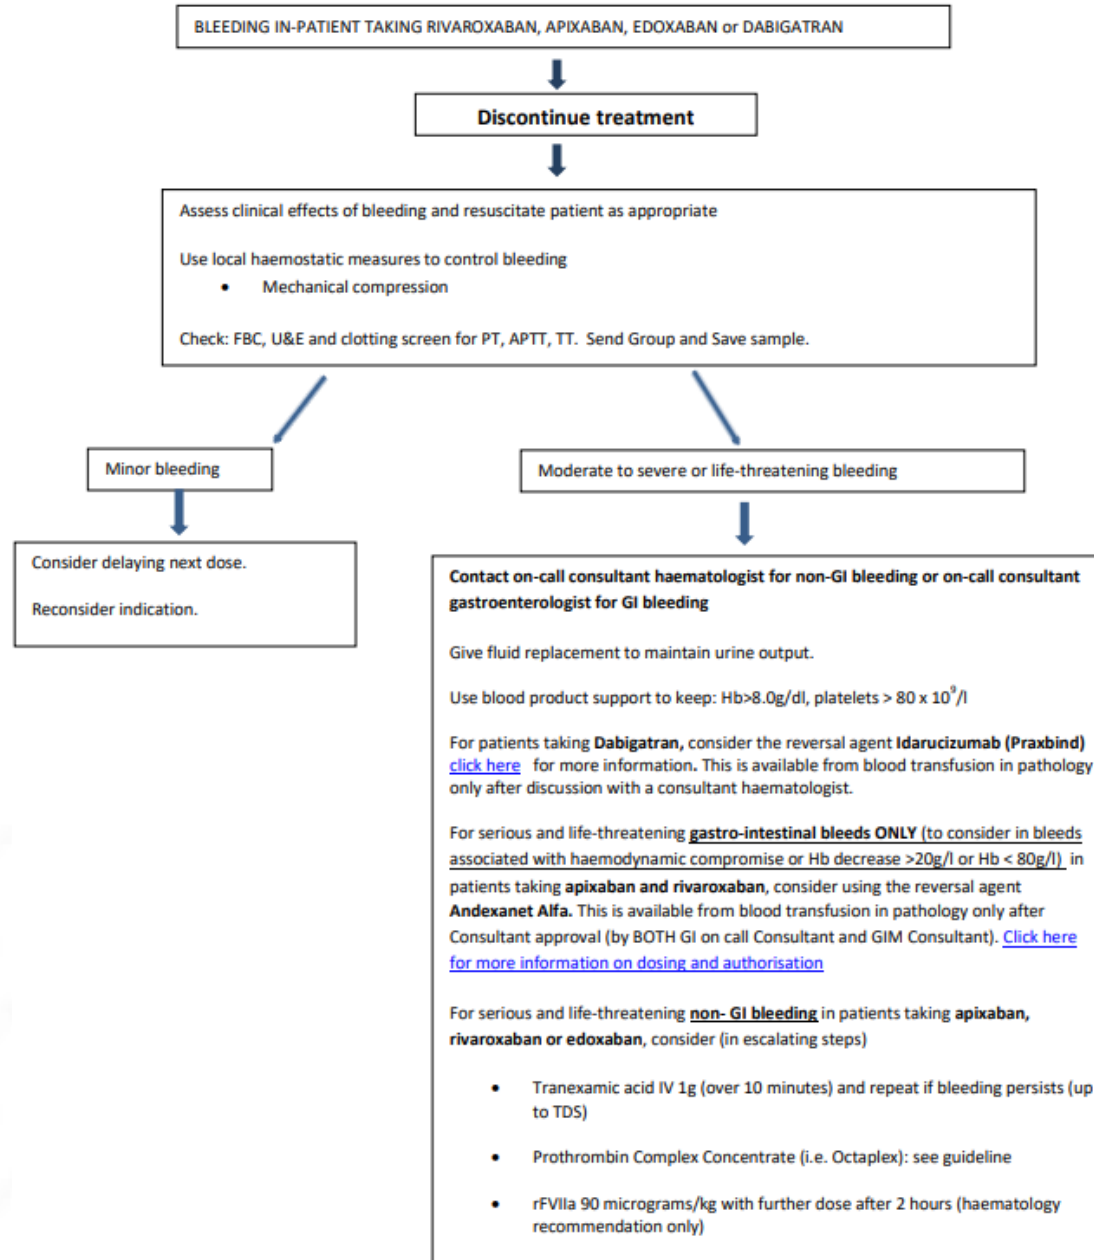 BLEEDING IN-PATIENT TAKING RIVAROXABAN, APIXABAN, EDOXABAN or DABIGATRAN
Discontinue treatment
Assess clinical effects of bleeding and resuscitate patient as appropriate
Use local haemostatic measures to control bleeding
• Mechanical compression
Check: FBC, U&E and clotting screen for PT, APTT, TT. Send Group and Save sample.
Minor bleeding
Consider delaying next dose.
Reconsider indication.
Moderate to severe or life-threatening bleeding
Contact on-call consultant haematologist for non-GI bleeding or on-call consultant
gastroenterologist for GI bleeding
Give fluid replacement to maintain urine output.
Use blood product support to keep: Hb>8.0g/dl, platelets > 80 x 10⁹/l
For patients taking Dabigatran, consider the reversal agent Idarucizumab (Praxbind)
click here for more information. This is available from blood transfusion in pathology
only after discussion with a consultant haematologist.
For serious and life-threatening gastro-intestinal bleeds ONLY (to consider in bleeds
associated with haemodynamic compromise or Hb decrease >20g/l or Hb < 80g/l) in
patients taking apixaban and rivaroxaban, consider using the reversal agent
Andexanet Alfa. This is available from blood transfusion in pathology only after
Consultant approval (by BOTH GI on call Consultant and GIM Consultant). Click here
for more information on dosing and authorisation
For serious and life-threatening non- GI bleeding in patients taking apixaban,
rivaroxaban or edoxaban, consider (in escalating steps)
• Tranexamic acid IV 1g (over 10 minutes) and repeat if bleeding persists (up
to TDS)
• Prothrombin Complex Concentrate (i.e. Octaplex): see guideline
• rFVIIa 90 micrograms/kg with further dose after 2 hours (haematology
recommendation only)